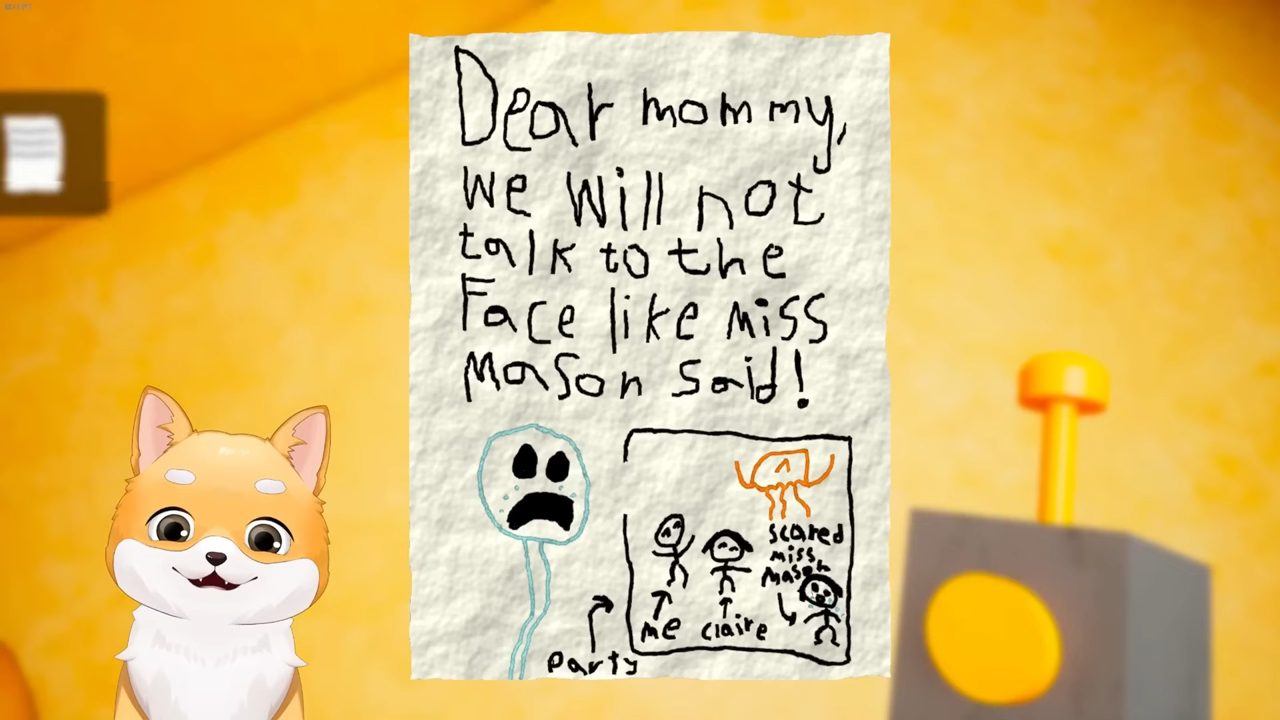 Dear mommy,
we will not
talk to the
Face like miss
mason said!
scared
miss
mason
me
claire
party